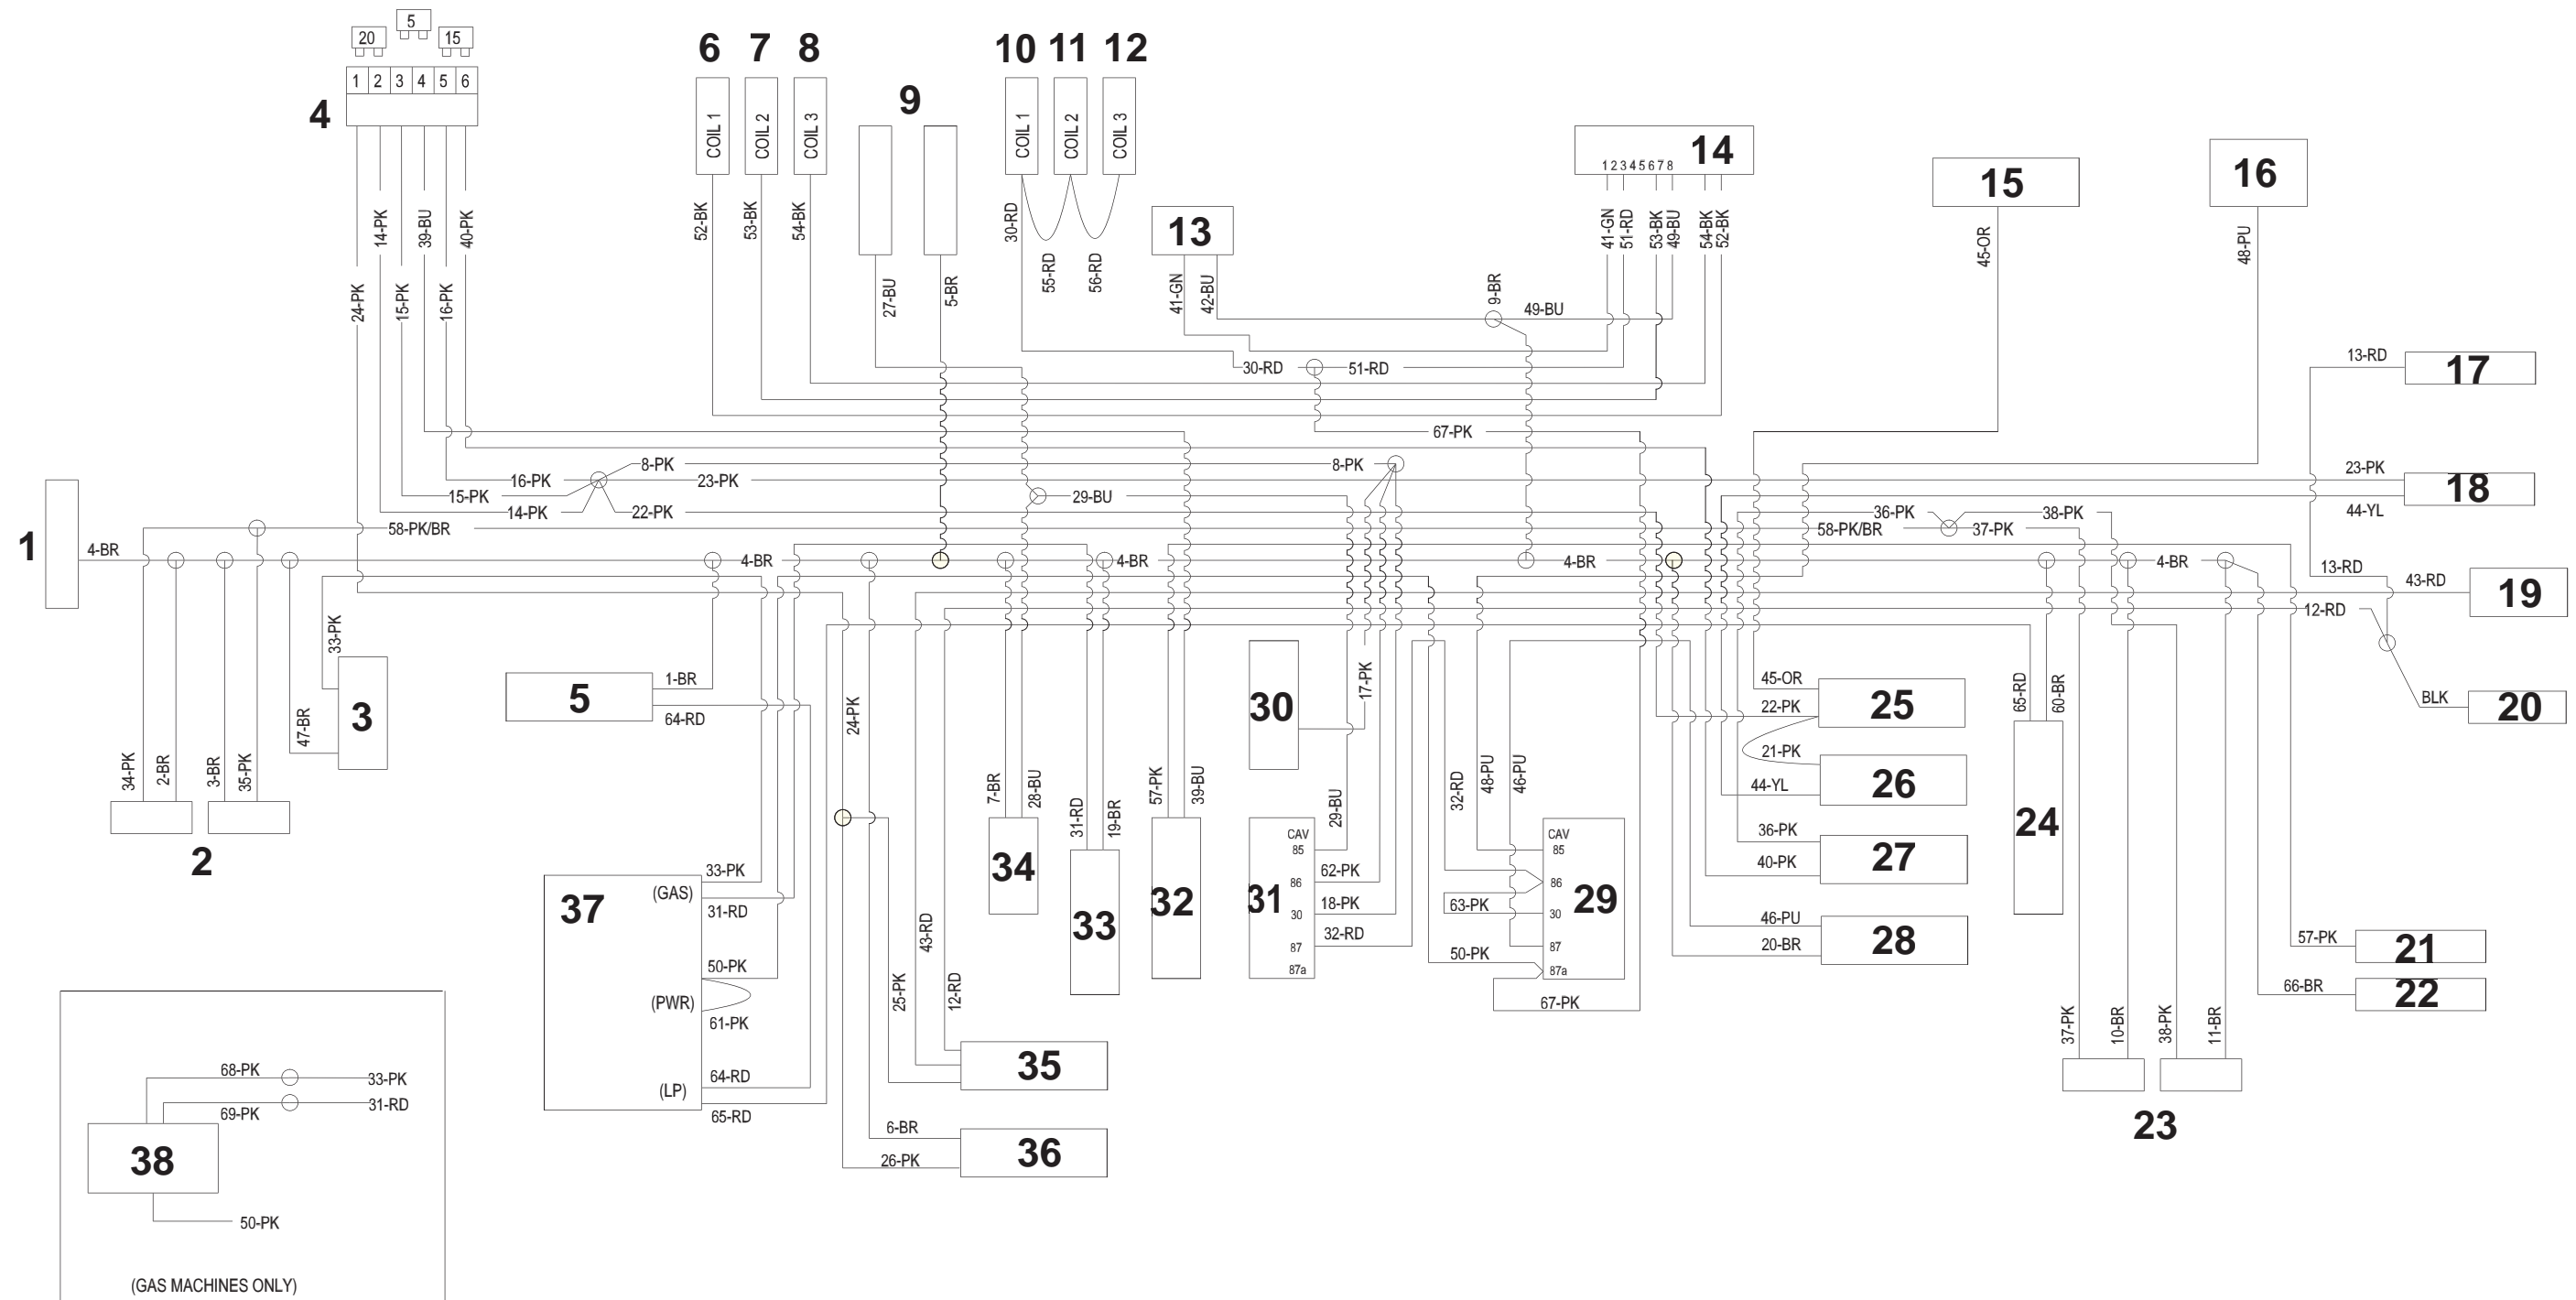 5
20
15
1 2 3 4 5 6
4
6 7 8
COIL 1
COIL 2
COIL 3
9
10 11 12
COIL 1
COIL 2
COIL 3
13
14
1 2 3 4 5 6 7 8
15
16
24-PK
14-PK
15-PK
39-BU
16-PK
40-PK
52-BK
53-BK
54-BK
27-BU
5-BR
30-RD
55-RD
56-RD
41-GN
42-BU
9-BR
49-BU
41-GN
51-RD
53-BK
49-BU
54-BK
52-BK
45-OR
48-PU
30-RD
51-RD
13-RD
17
67-PK
8-PK
8-PK
16-PK
23-PK
23-PK
18
15-PK
29-BU
14-PK
22-PK
36-PK
38-PK
44-YL
58-PK/BR
58-PK/BR
37-PK
1
4-BR
4-BR
4-BR
4-BR
4-BR
13-RD
43-RD
19
12-RD
33-PK
3
47-BR
34-PK
2-BR
3-BR
35-PK
2
5
1-BR
64-RD
24-PK
30
17-PK
45-OR
22-PK
25
65-RD
60-BR
BLK
20
21-PK
44-YL
26
7-BR
28-BU
31-RD
19-BR
57-PK
39-BU
29-BU
32-RD
48-PU
46-PU
34
33
32
31
CAV
85
86
30
87
87a
62-PK
18-PK
32-RD
29
CAV
85
86
30
87
87a
63-PK
50-PK
67-PK
36-PK
40-PK
27
24
46-PU
20-BR
28
57-PK
21
66-BR
22
37
(GAS)
33-PK
31-RD
50-PK
(PWR)
61-PK
(LP)
64-RD
65-RD
43-RD
25-PK
12-RD
35
6-BR
26-PK
36
37-PK
10-BR
38-PK
11-BR
23
68-PK
33-PK
69-PK
31-RD
38
50-PK
(GAS MACHINES ONLY)